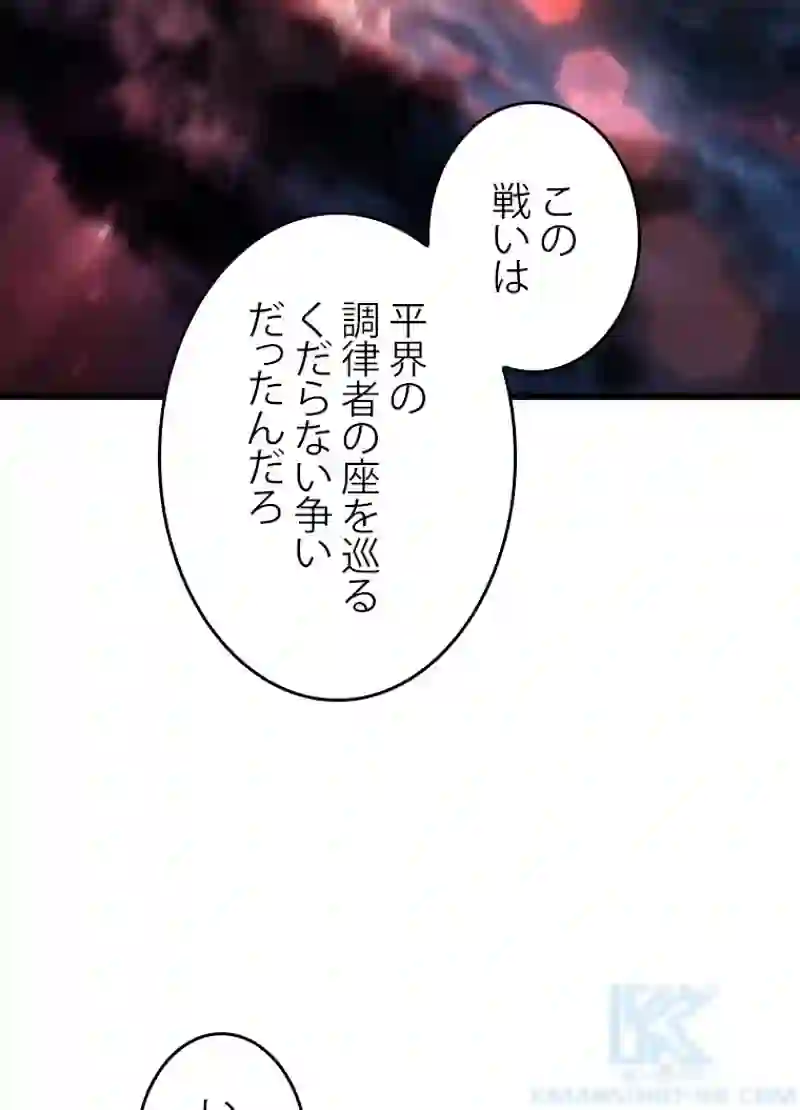 この
戦いは
平界の
調律者の座を巡る
くだらない争い
だったんだろ